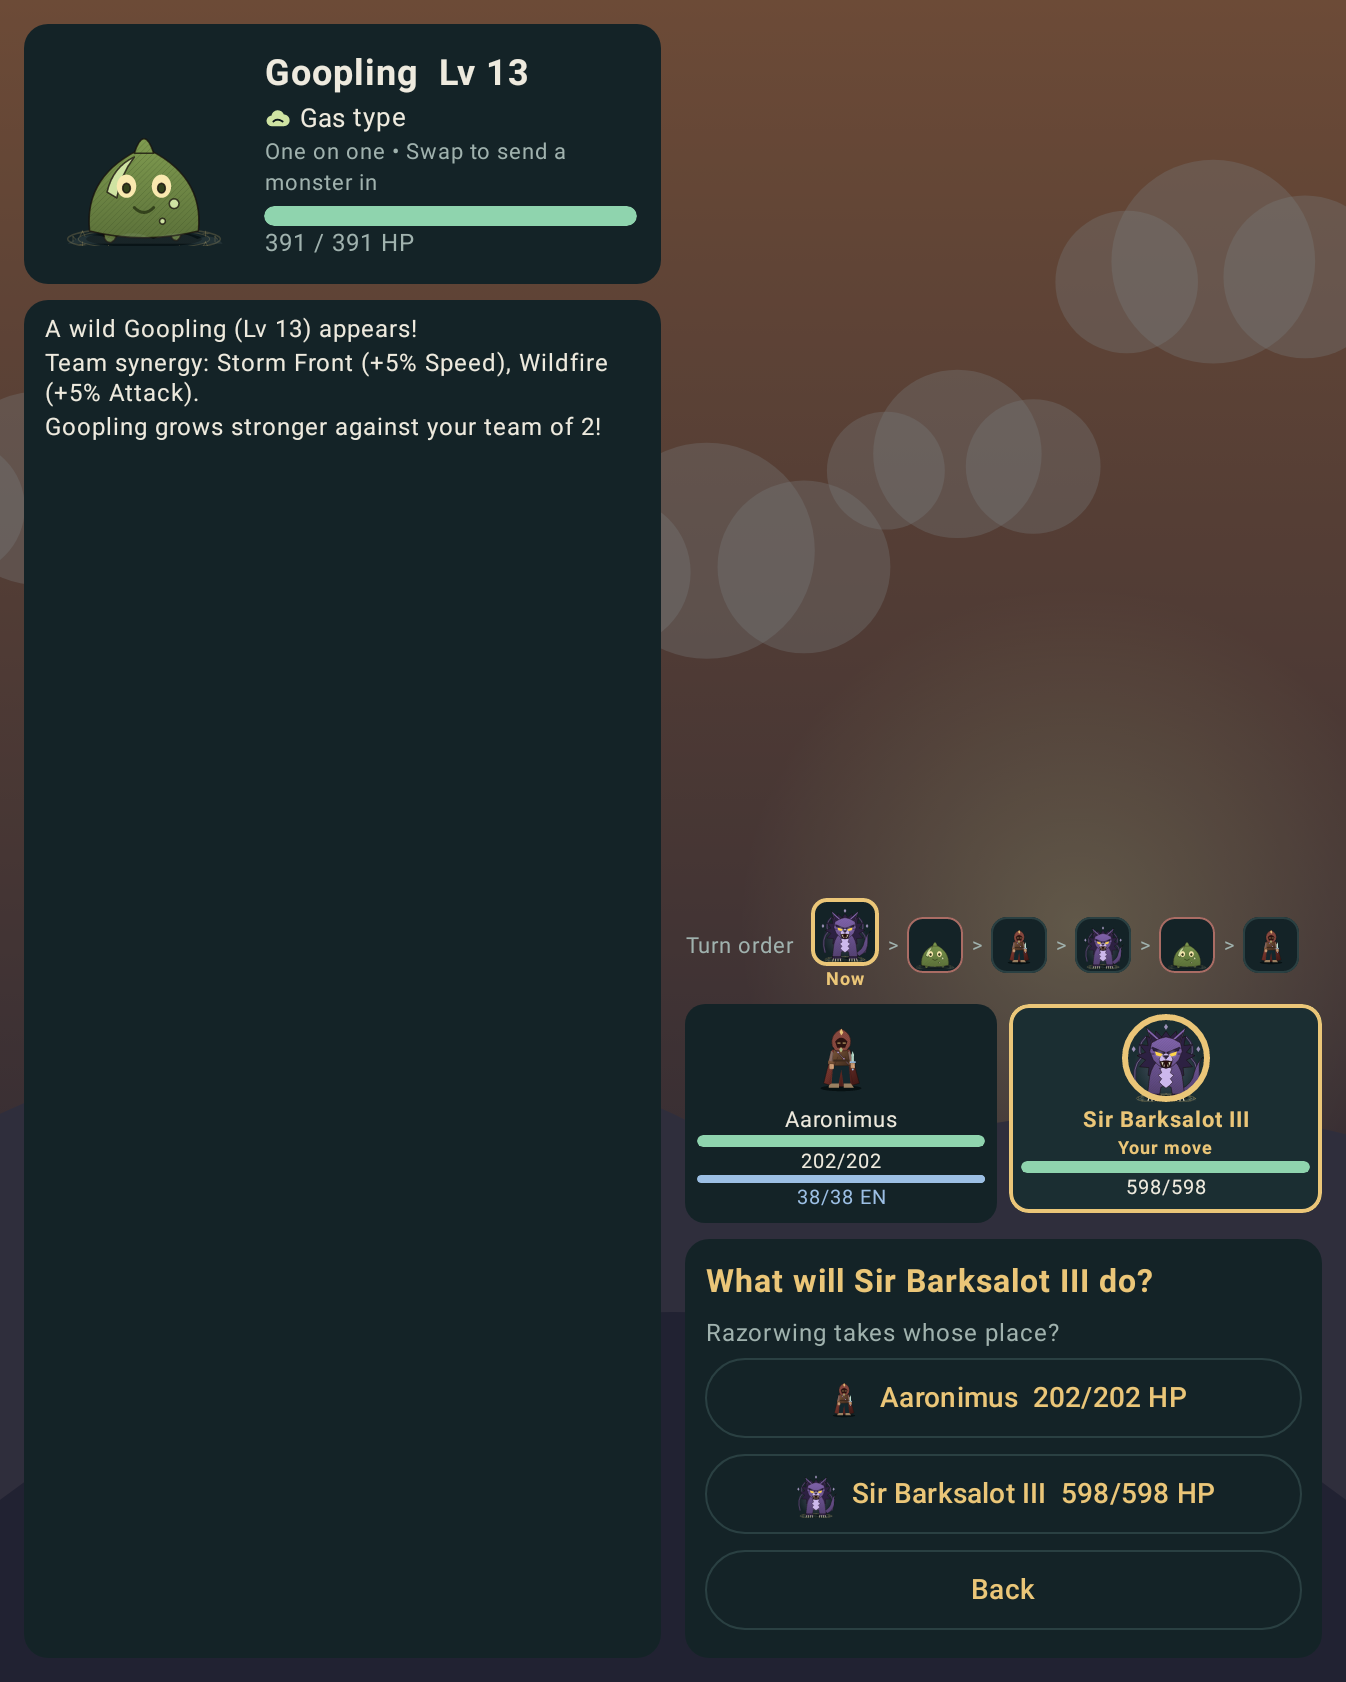 Goopling Lv 13
Gas type
One on one • Swap to send a
monster in
391 / 391 HP
A wild Goopling (Lv 13) appears!
Team synergy: Storm Front (+5% Speed), Wildfire
(+5% Attack).
Goopling grows stronger against your team of 2!
Turn order > > > > >
Now
Aaronimus
202/202
38/38 EN
Sir Barksalot III
Your move
598/598
What will Sir Barksalot III do?
Razorwing takes whose place?
Aaronimus 202/202 HP
Sir Barksalot III 598/598 HP
Back